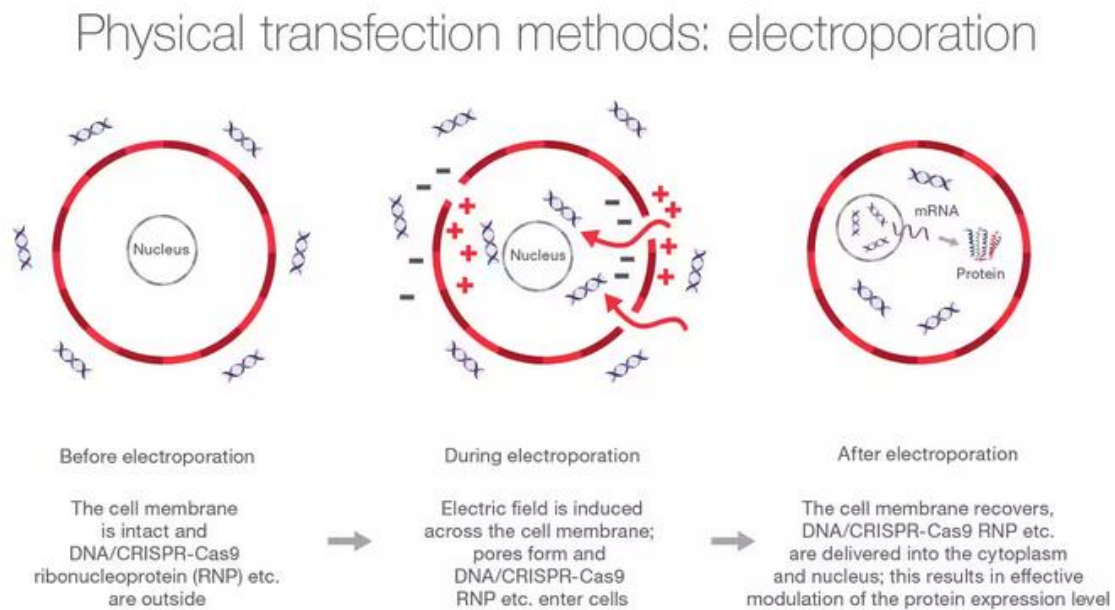 Physical transfection methods: electroporation
Nucleus
Nucleus
mRNA
Protein
Before electroporation
The cell membrane
is intact and
DNA/CRISPR-Cas9
ribonucleoprotein (RNP) etc.
are outside
During electroporation
Electric field is induced
across the cell membrane;
pores form and
DNA/CRISPR-Cas9
RNP etc. enter cells
After electroporation
The cell membrane recovers,
DNA/CRISPR-Cas9 RNP etc.
are delivered into the cytoplasm
and nucleus; this results in effective
modulation of the protein expression level